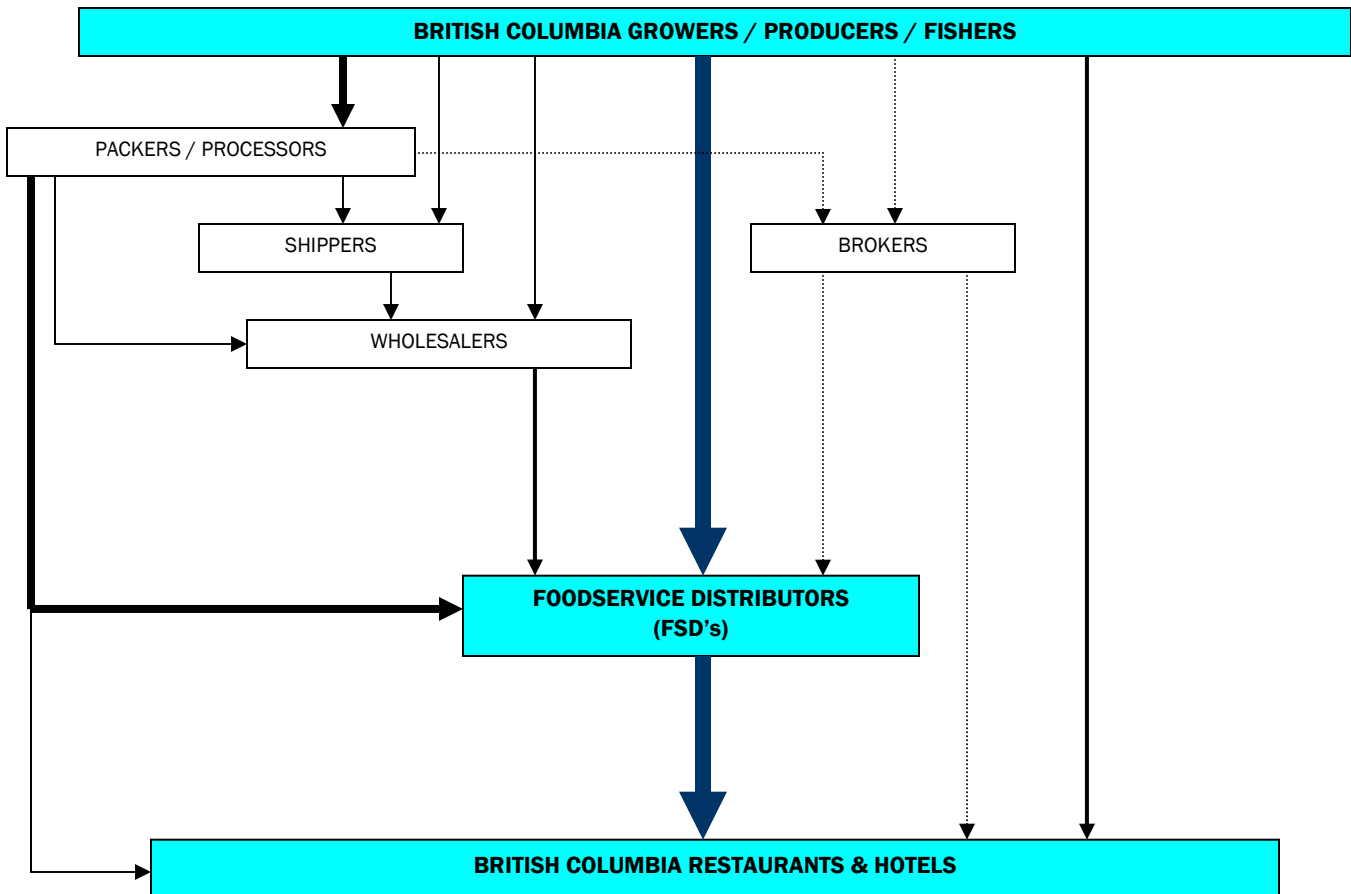 BRITISH COLUMBIA GROWERS / PRODUCERS / FISHERS
PACKERS / PROCESSORS
SHIPPERS
BROKERS
WHOLESALERS
FOODSERVICE DISTRIBUTORS
(FSD's)
BRITISH COLUMBIA RESTAURANTS & HOTELS